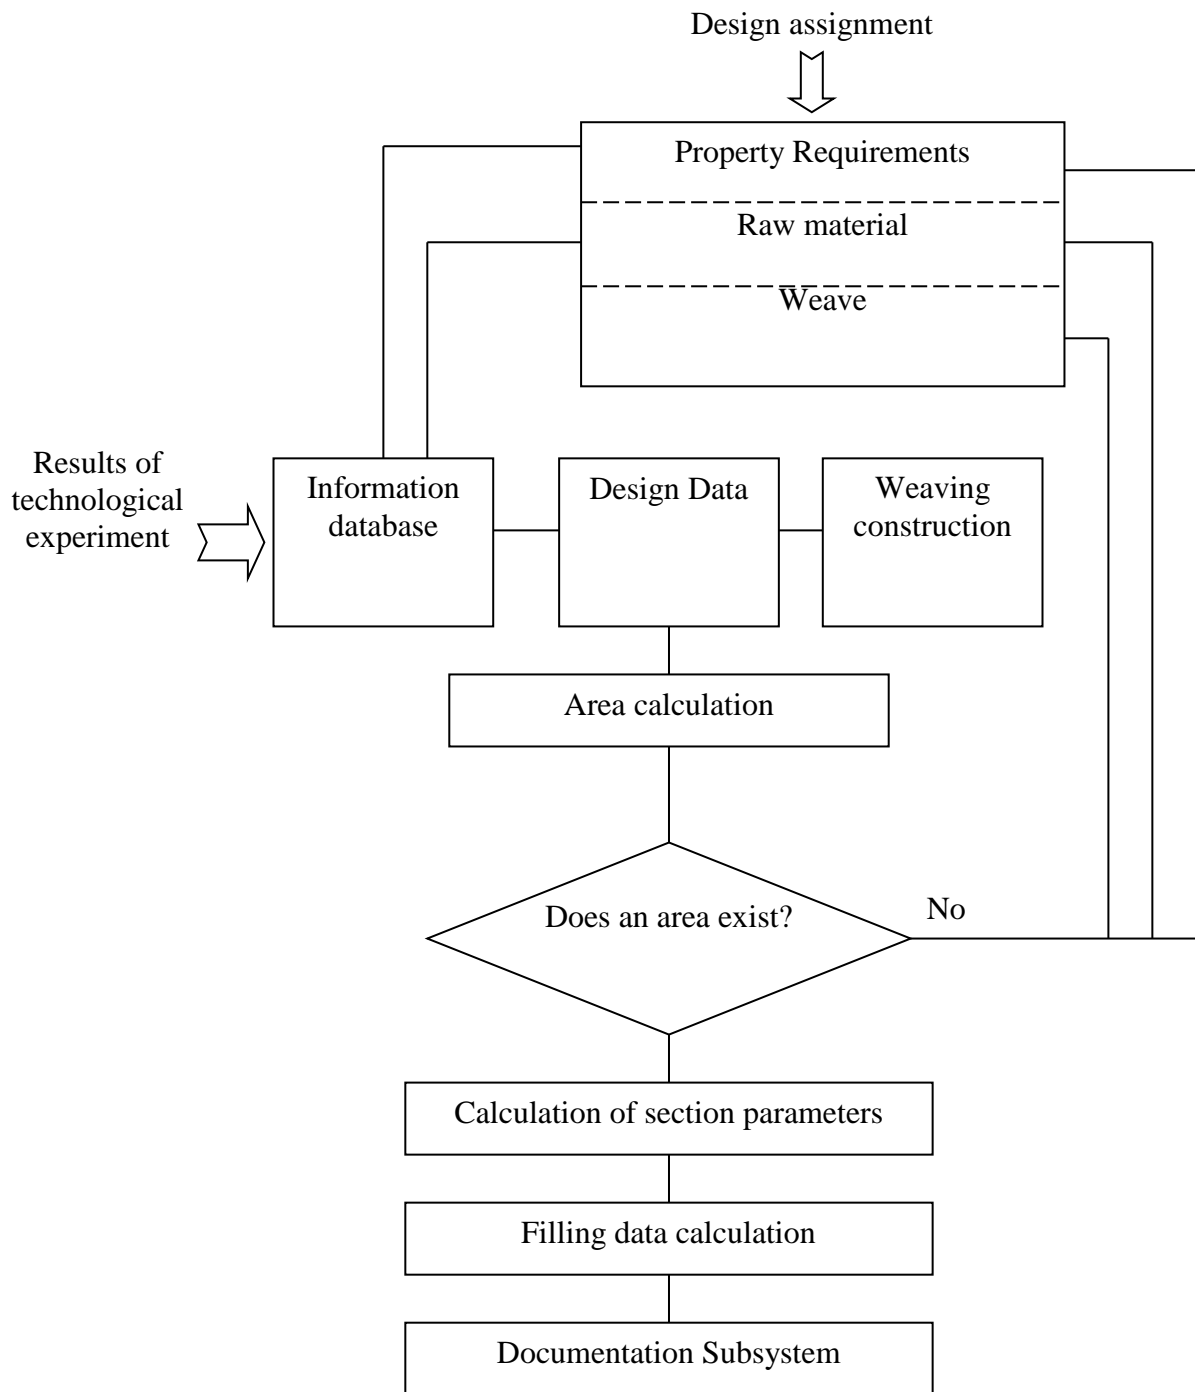 Design assignment
Property Requirements
Raw material
Weave
Results of
technological
experiment
Information
database
Design Data
Weaving
construction
Area calculation
Does an area exist?
No
Calculation of section parameters
Filling data calculation
Documentation Subsystem